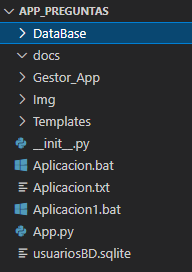 APP_PREGUNTAS
DataBase
docs
Gestor_App
Img
Templates
__init__.py
Aplicacion.bat
Aplicacion.txt
Aplicacion1.bat
App.py
usuariosBD.sqlite